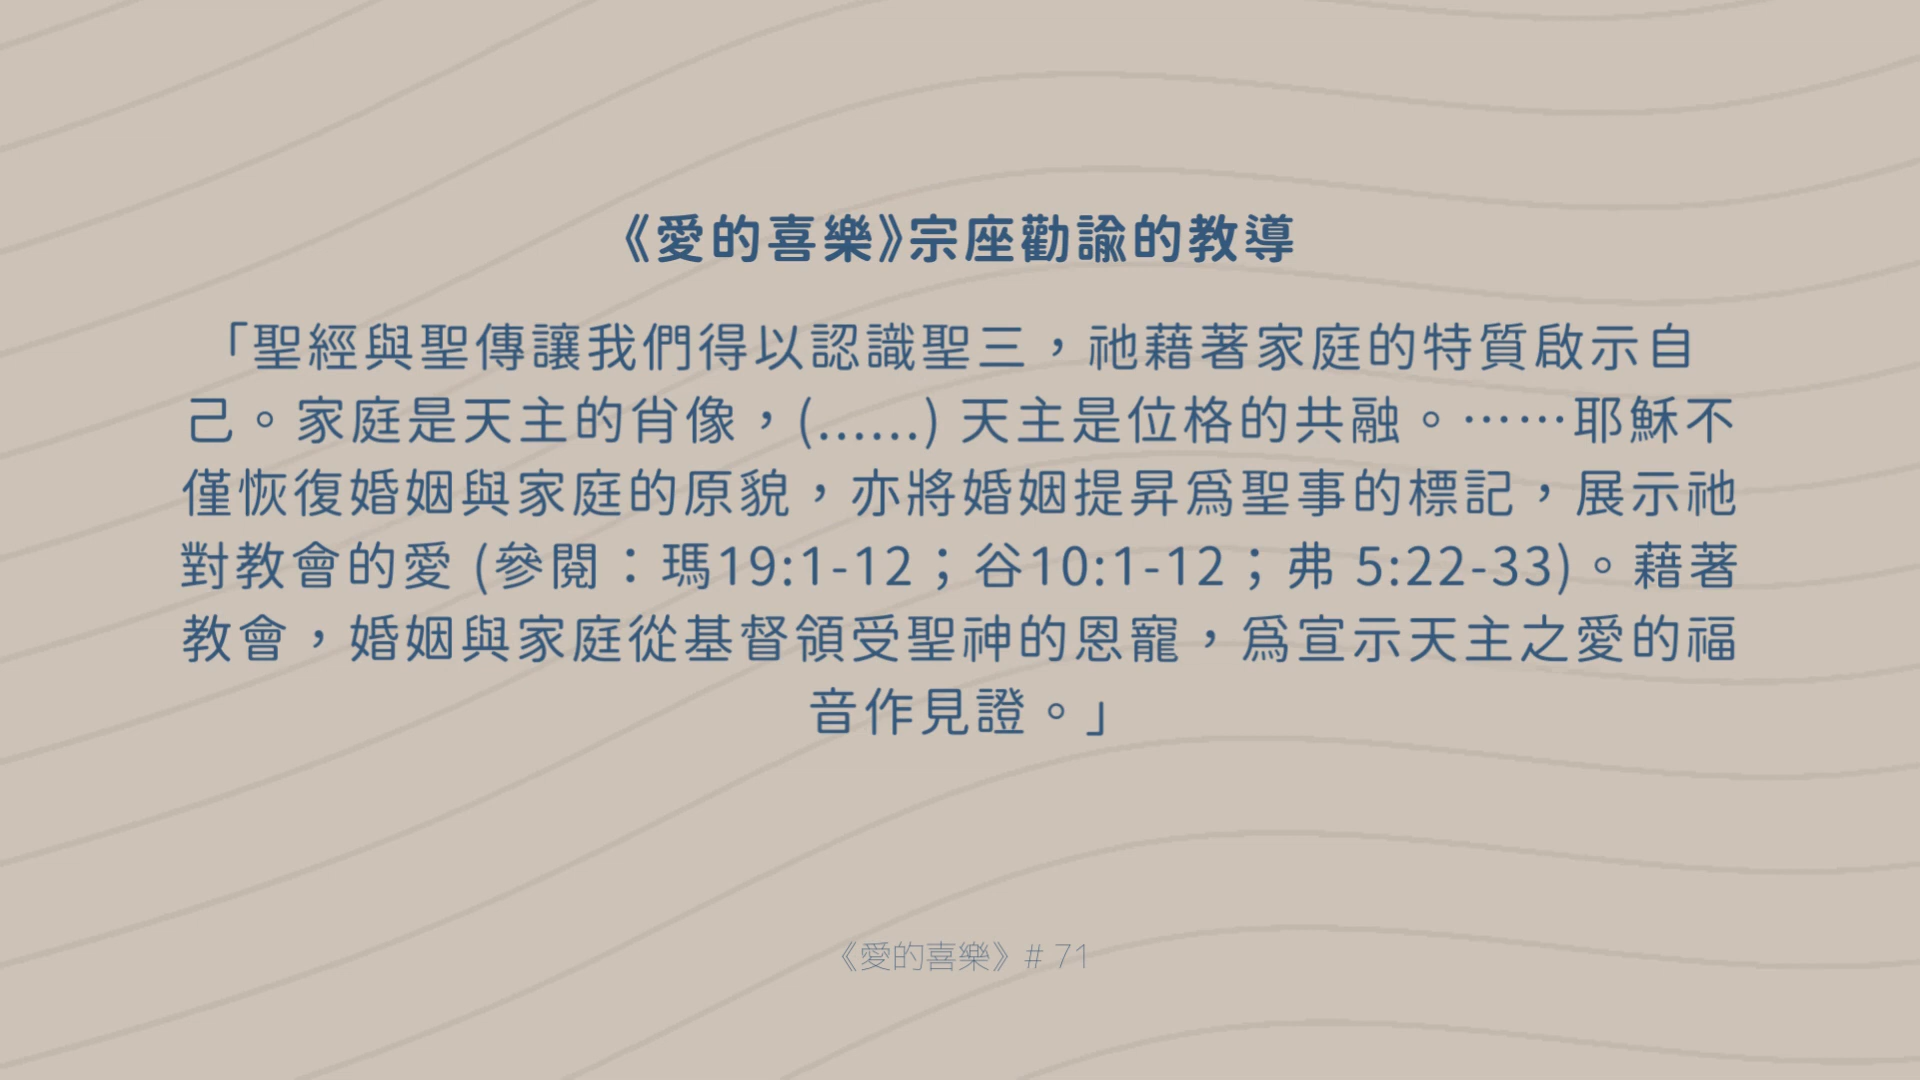 《愛的喜樂》宗座勸諭的教導
「聖經與聖傳讓我們得以認識聖三，祂藉著家庭的特質啟示自
己。家庭是天主的肖像，(......) 天主是位格的共融。……耶穌不
僅恢復婚姻與家庭的原貌，亦將婚姻提昇爲聖事的標記，展示祂
對教會的愛 (參閱：瑪19:1-12；谷10:1-12；弗 5:22-33)。藉著
教會，婚姻與家庭從基督領受聖神的恩寵，爲宣示天主之愛的福
音作見證。」
《愛的喜樂》# 71